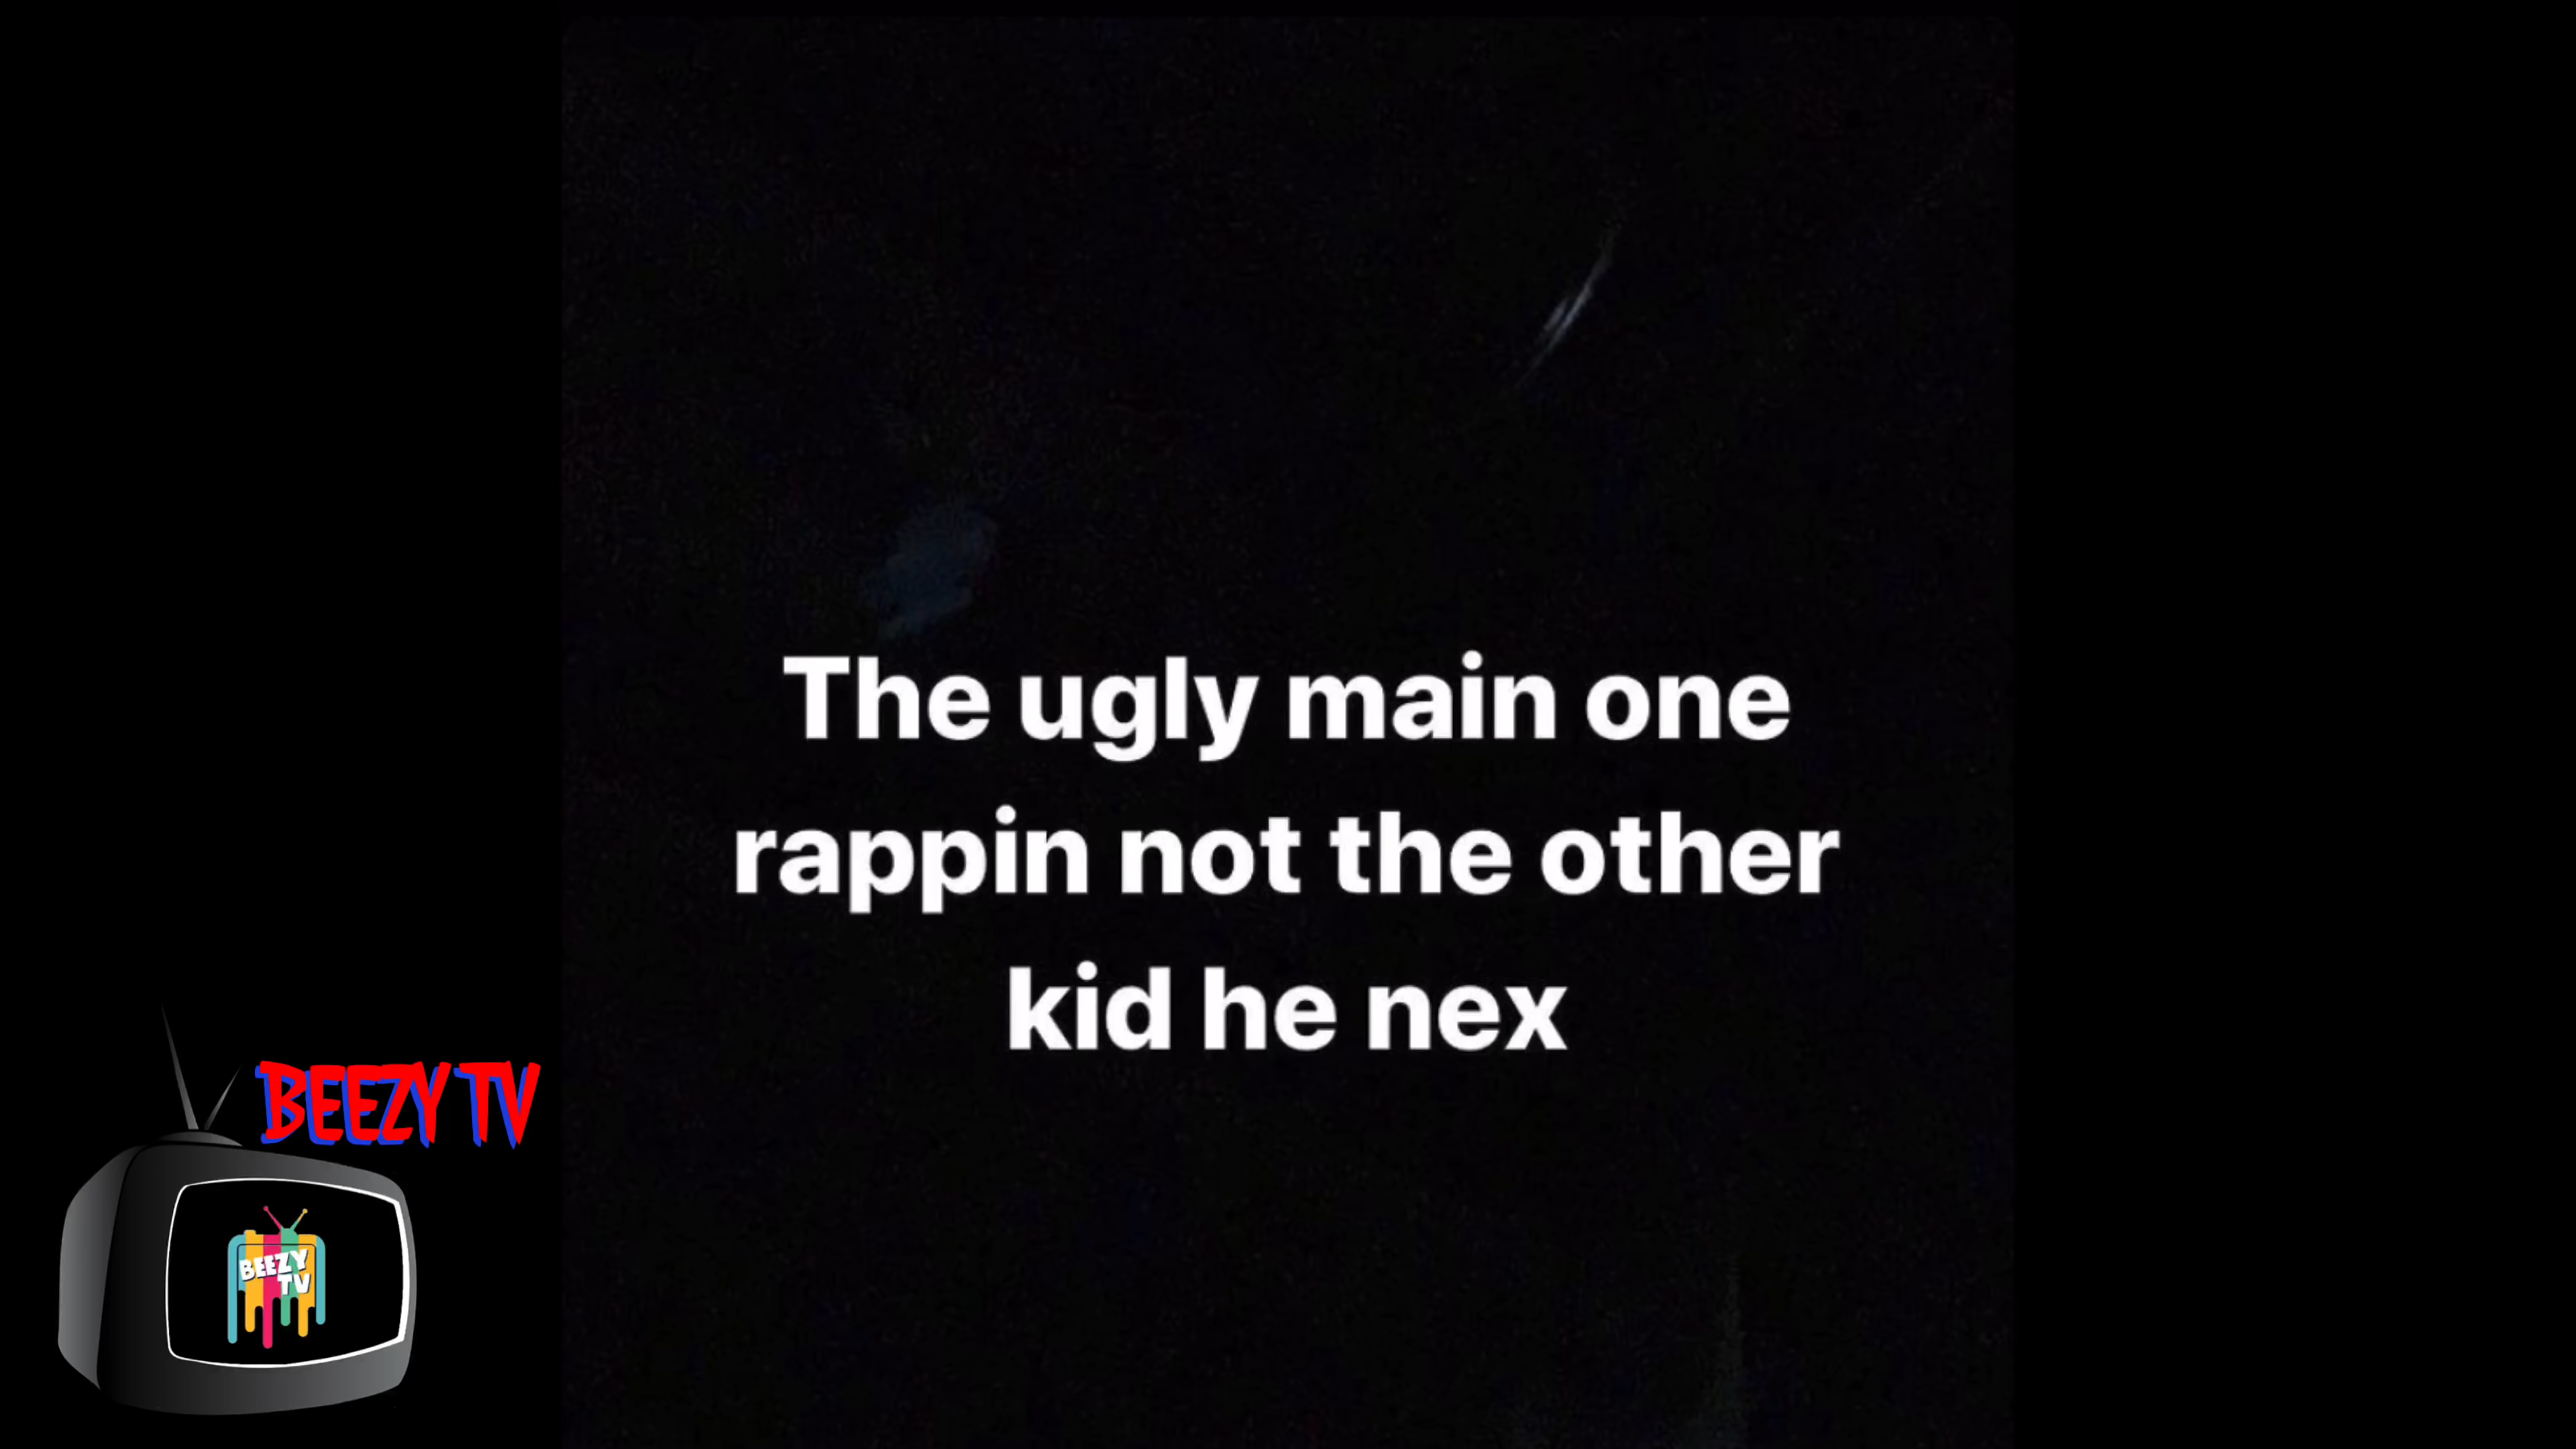 The ugly main one
rappin not the other
kid he nex
BEEZY TV
BEEZY
TV